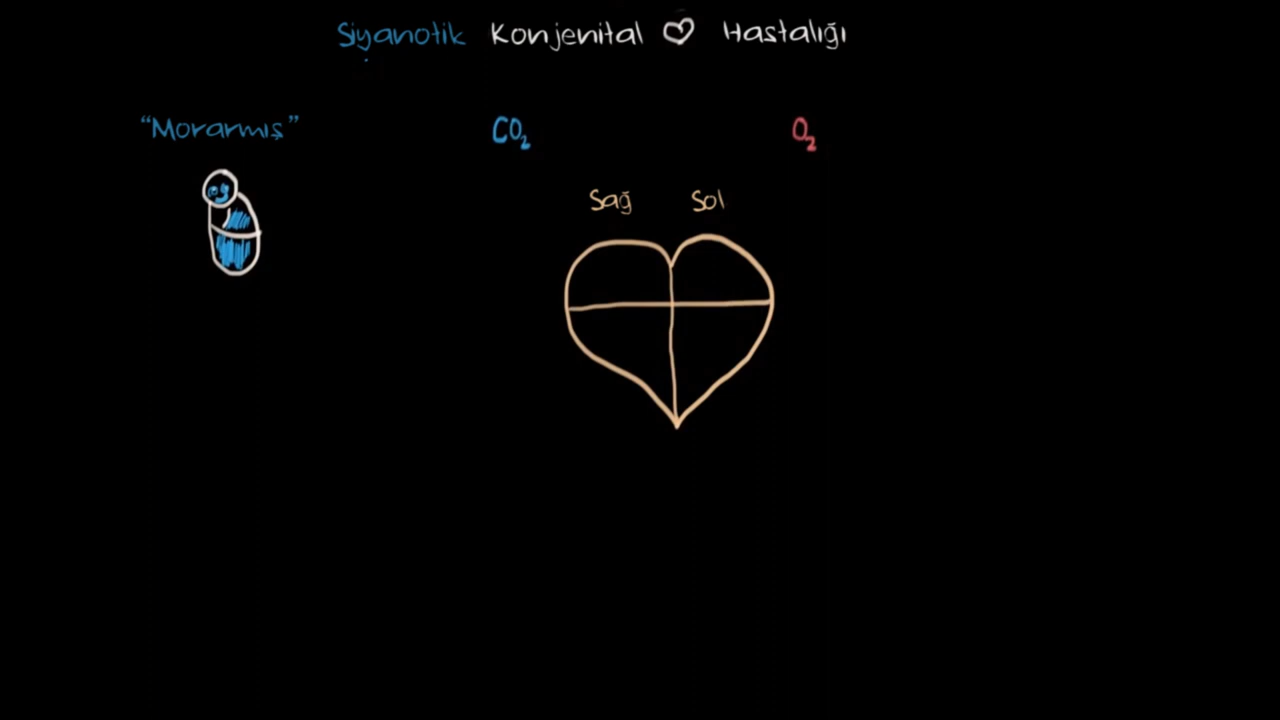 Siyanotik Konjenital ♡ Hastalığı
“Morarmış”
CO₂
O₂
Sağ
Sol